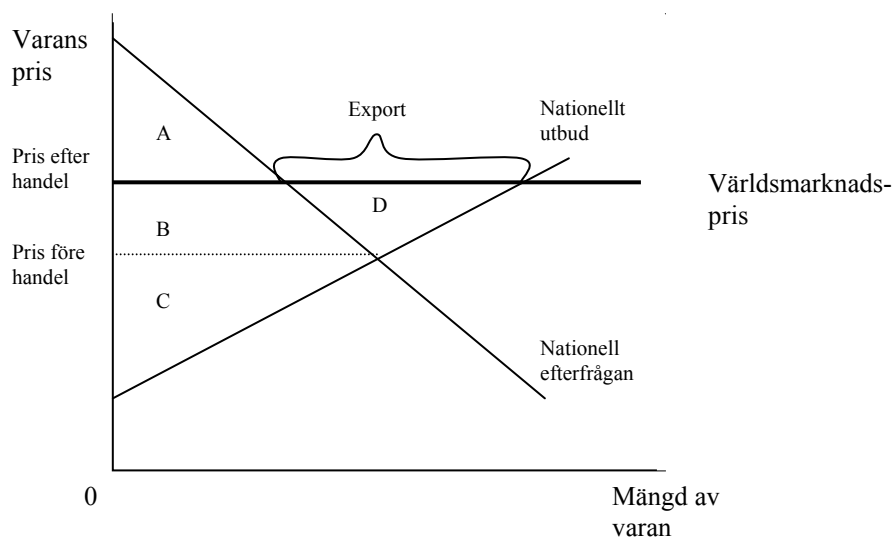 Varans
pris
Export
Nationellt
utbud
A
Pris efter
handel
Världsmarknads-
pris
D
B
Pris före
handel
C
Nationell
efterfrågan
0
Mängd av
varan